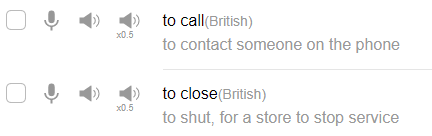 to call(British)
x0.5
to contact someone on the phone
to close(British)
x0.5
to shut, for a store to stop service